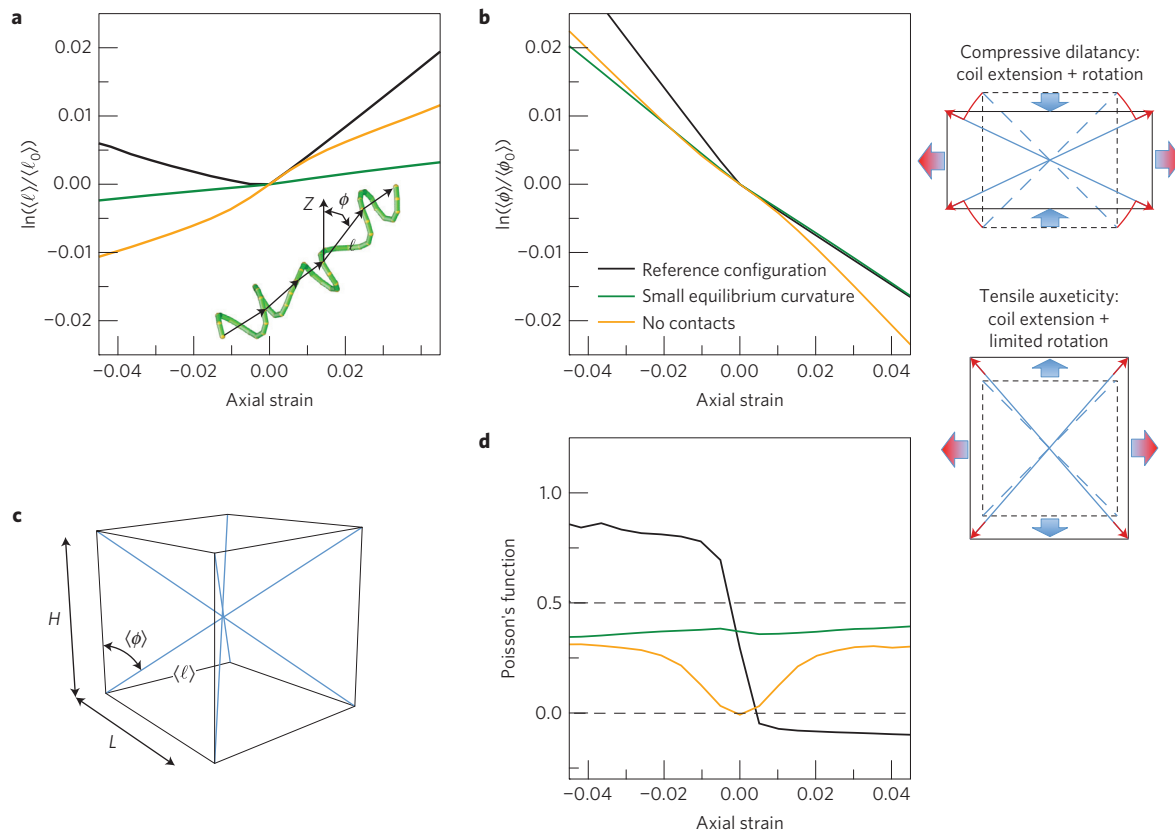 a
ln(⟨ℓ⟩/⟨ℓ0⟩)
0.02
0.01
0.00
−0.01
−0.02
Z
ϕ
ℓ
−0.04 −0.02 0.00 0.02 0.04
Axial strain
b
ln(⟨ϕ⟩/⟨ϕ0⟩)
0.02
0.01
0.00
−0.01
−0.02
Reference configuration
Small equilibrium curvature
No contacts
−0.04 −0.02 0.00 0.02 0.04
Axial strain
Compressive dilatancy:
coil extension + rotation
Tensile auxeticity:
coil extension +
limited rotation
c
H
⟨ϕ⟩
⟨ℓ⟩
L
d
Poisson's function
1.0
0.5
0.0
−0.04 −0.02 0.00 0.02 0.04
Axial strain